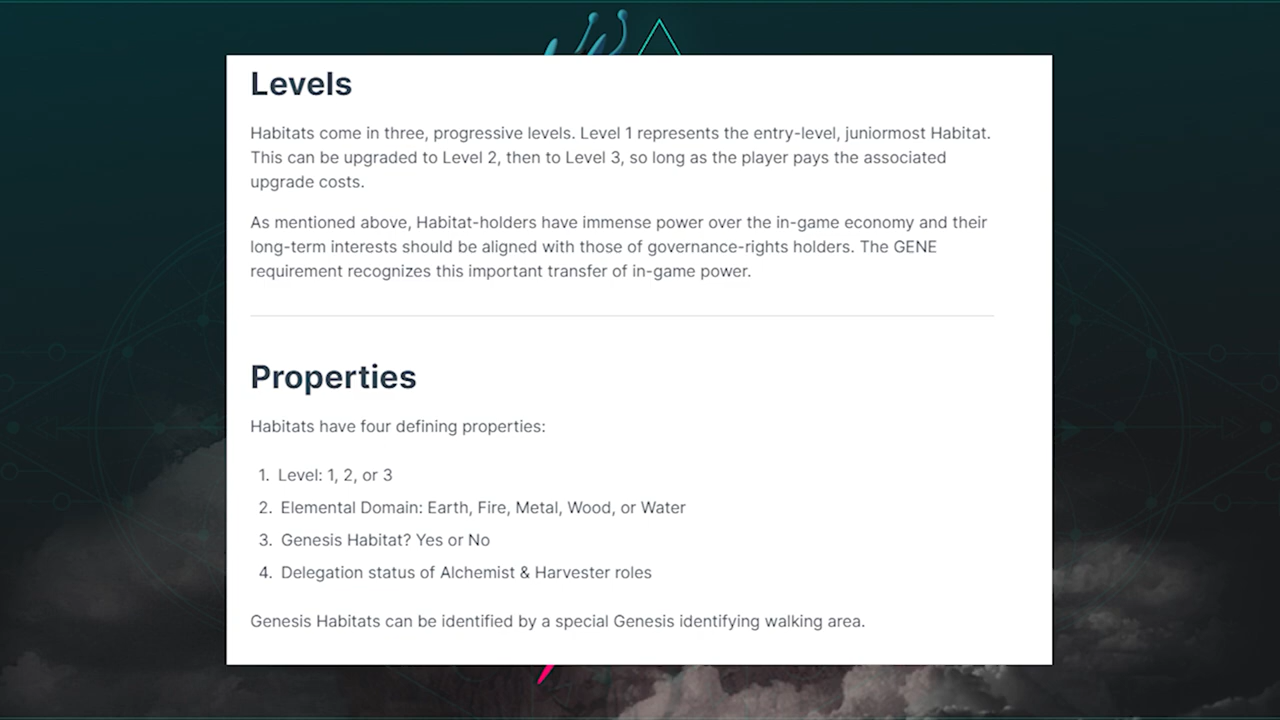 Levels
Habitats come in three, progressive levels. Level 1 represents the entry-level, juniormost Habitat.
This can be upgraded to Level 2, then to Level 3, so long as the player pays the associated
upgrade costs.
As mentioned above, Habitat-holders have immense power over the in-game economy and their
long-term interests should be aligned with those of governance-rights holders. The GENE
requirement recognizes this important transfer of in-game power.
Properties
Habitats have four defining properties:
1. Level: 1, 2, or 3
2. Elemental Domain: Earth, Fire, Metal, Wood, or Water
3. Genesis Habitat? Yes or No
4. Delegation status of Alchemist & Harvester roles
Genesis Habitats can be identified by a special Genesis identifying walking area.